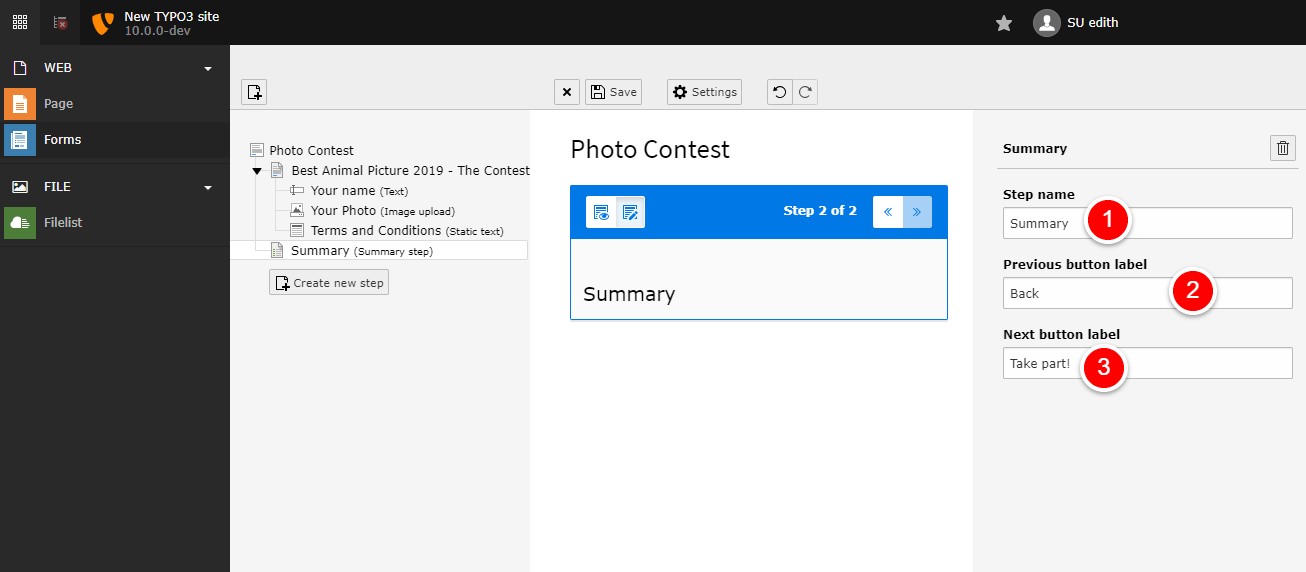 New TYPO3 site
10.0.0-dev
SU edith
WEB
Page
Forms
FILE
Filelist
Save
Settings
Photo Contest
Best Animal Picture 2019 - The Contest
Your name (Text)
Your Photo (Image upload)
Terms and Conditions (Static text)
Summary (Summary step)
Create new step
Photo Contest
Step 2 of 2
Summary
Summary
Step name
Summary
1
Previous button label
Back
2
Next button label
Take part!
3